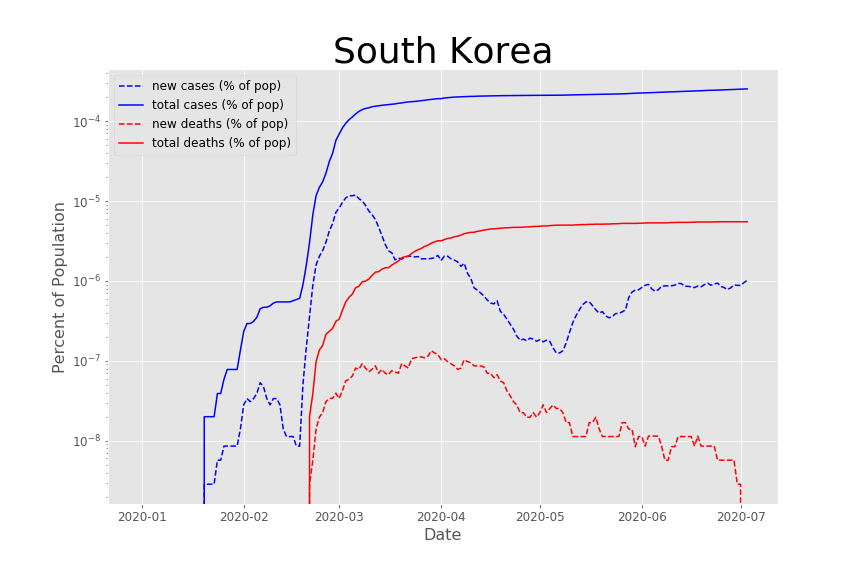 South Korea
new cases (% of pop)
total cases (% of pop)
new deaths (% of pop)
total deaths (% of pop)
Percent of Population
10⁻⁴
10⁻⁵
10⁻⁶
10⁻⁷
10⁻⁸
2020-01 2020-02 2020-03 2020-04 2020-05 2020-06 2020-07
Date